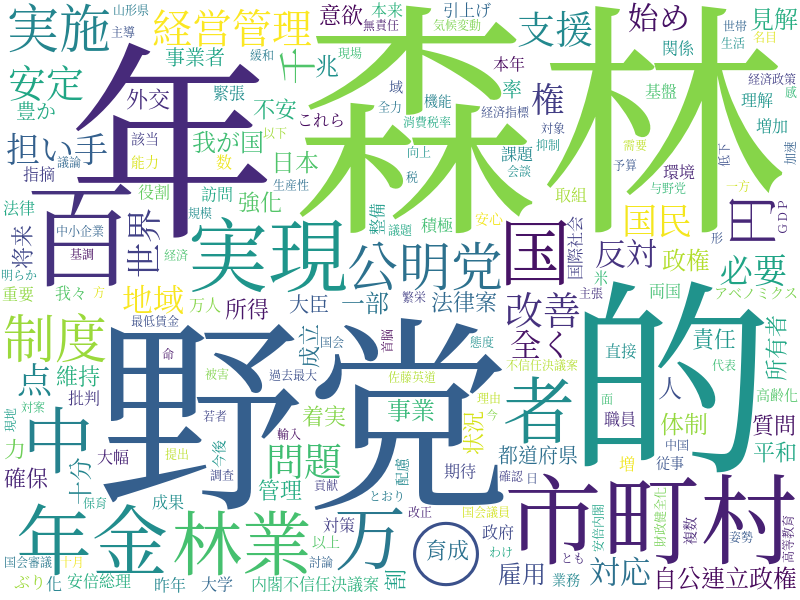 山形県
本来
引上げ
世帯
名目
実施
経営管理
意欲
無責任
気候変動
支援
始め
生活
見解
主導
事業者
緩和
現場
千
兆
本年
関係
経済政策
安定
年
森林
感
豊か
外交
緊張
不安
域
全力
機能
率
経済指標
権
基盤
理解
増加
担い手
該当
我が国
これら
消費税率
対象
抑制
需要
低下
加速
議論
能力
以下
数
日本
向上
会談
課題
予算
環境
一方
指摘
百
役割
訪問
生産性
強化
税
取組
与野党
法律
中小企業
規模
整備
積極
議題
安心
国
国際社会
国民
形
円
GDP
将来
基調
世界
経済
実現
公明党
反対
政権
必要
明らか
重要
我々
方
地域
万人
所得
大臣
一部
繁栄
法律案
改善
主張
米
両国
アベノミクス
最低賃金
制度
野党
命
成立
国会
首脳
態度
全く
的
責任
所有者
点
維持
被害
過去最大
不信任決議案
直接
代表
高齢化
現地
対案
批判
若者
着実
佐藤英道
事業
理由
今
者
人
面
職員
体制
質問
力
中
十分
大幅
提出
今後
輸入
問題
状況
都道府県
中国
平和
確保
保育
調査
貢献
配慮
期待
確認
日
増
従事
成果
管理
とおり
改正
国会議員
市町村
年金
林業
対策
万
。
育成
政府
わけ
安倍内閣
複数
財政健全化
姿勢
高等教育
国会審議
十月
以上
討論
雇用
とも
対応
ぶり
化
安倍総理
昨年
大学
内閣不信任決議案
割
業務
自公連立政権